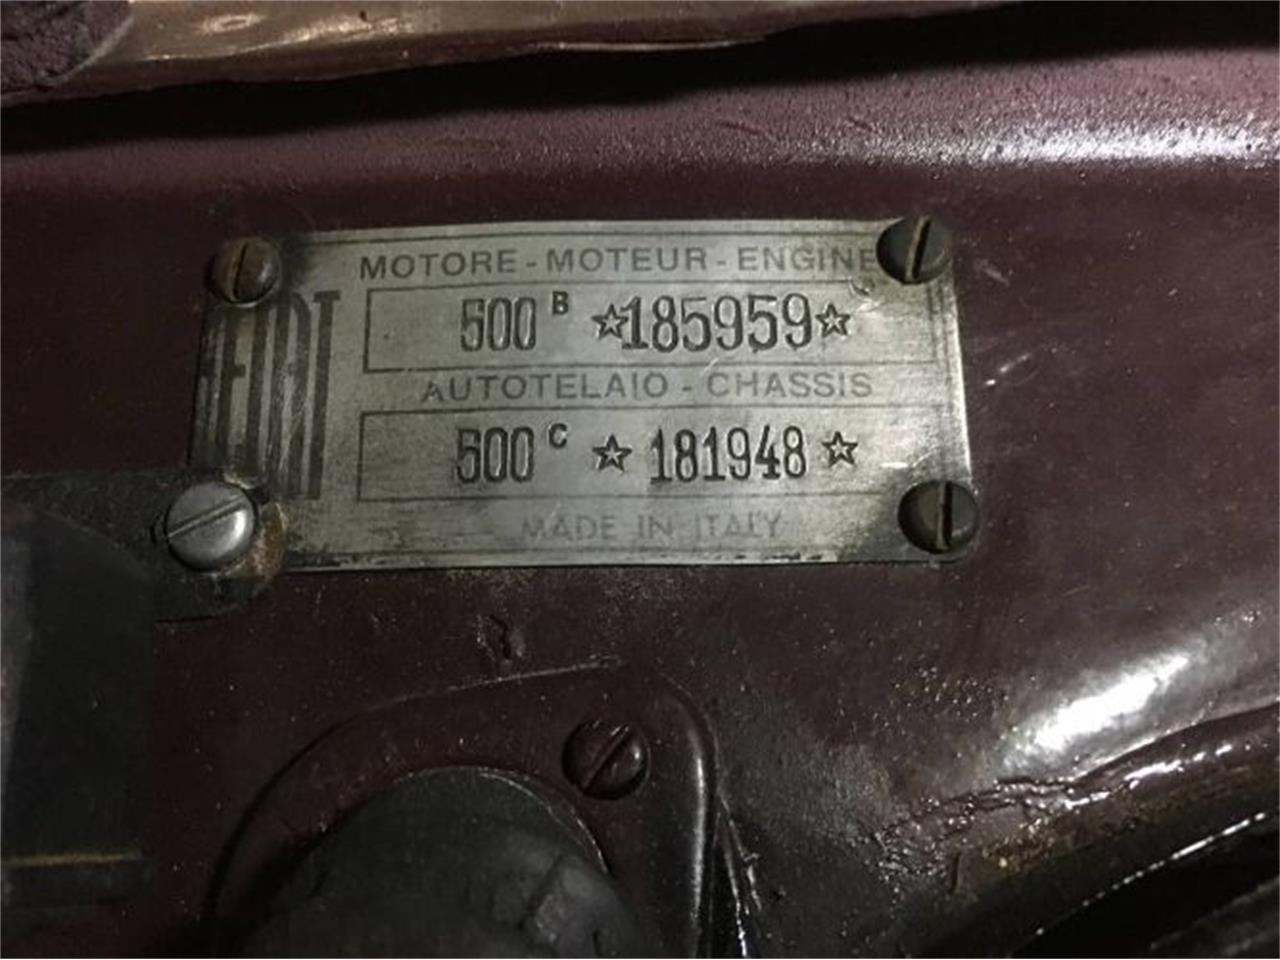 MOTORE - MOTEUR - ENGINE
500 B ☆185959☆
FIAT
AUTOTELAIO - CHASSIS
500 C ☆ 181948 ☆
MADE IN ITALY